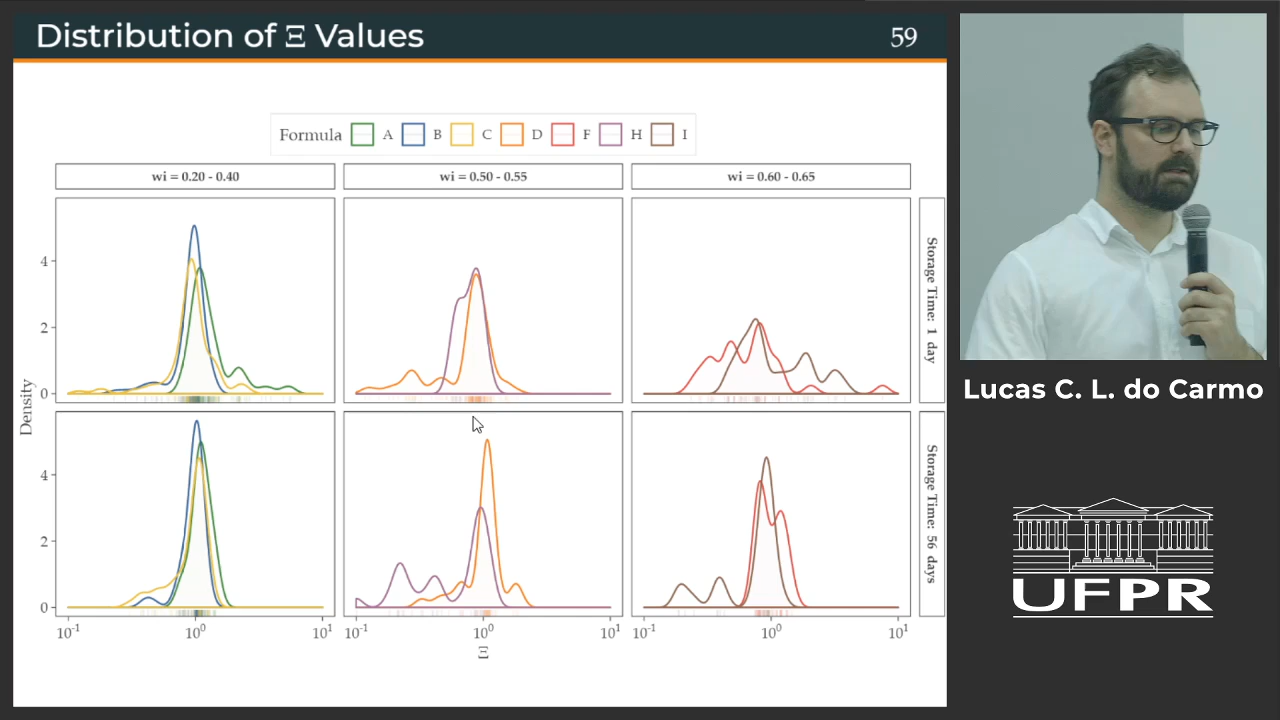 Distribution of Ξ Values
59
Formula A B C D F H I
wi = 0.20 - 0.40
wi = 0.50 - 0.55
wi = 0.60 - 0.65
Storage Time: 1 day
Storage Time: 56 days
Density
4
2
0
4
2
0
10-1 100 101
10-1 100 101
10-1 100 101
Ξ
Lucas C. L. do Carmo
UFPR